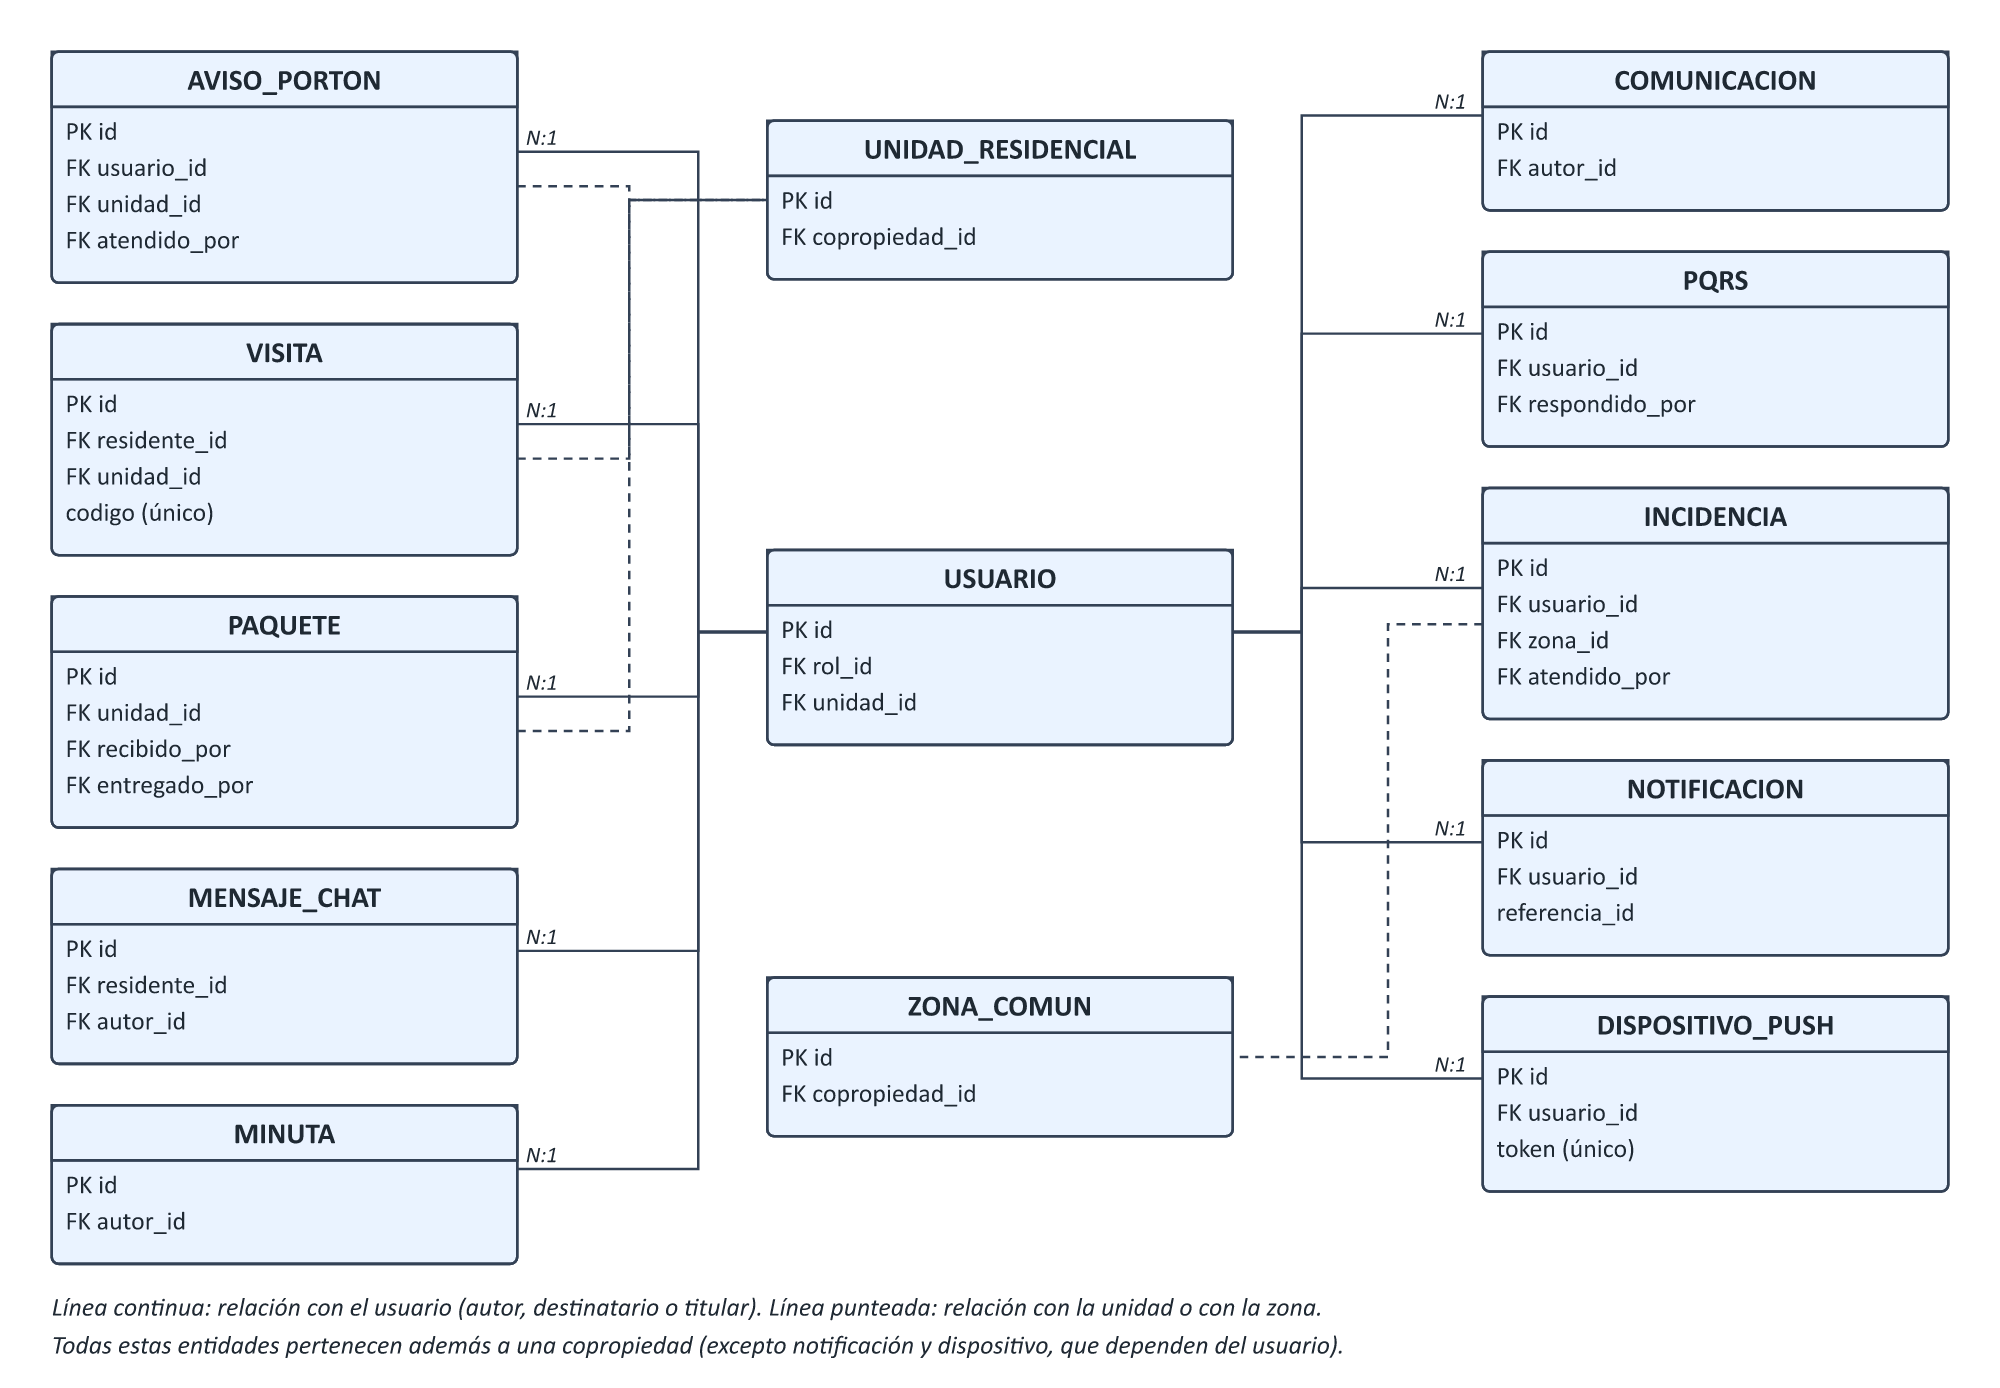 AVISO_PORTON
PK id
FK usuario_id
FK unidad_id
FK atendido_por
N:1
VISITA
PK id
FK residente_id
FK unidad_id
codigo (único)
N:1
PAQUETE
PK id
FK unidad_id
FK recibido_por
FK entregado_por
N:1
MENSAJE_CHAT
PK id
FK residente_id
FK autor_id
N:1
MINUTA
PK id
FK autor_id
N:1
UNIDAD_RESIDENCIAL
PK id
FK copropiedad_id
USUARIO
PK id
FK rol_id
FK unidad_id
ZONA_COMUN
PK id
FK copropiedad_id
COMUNICACION
PK id
FK autor_id
N:1
PQRS
PK id
FK usuario_id
FK respondido_por
N:1
INCIDENCIA
PK id
FK usuario_id
FK zona_id
FK atendido_por
N:1
NOTIFICACION
PK id
FK usuario_id
referencia_id
N:1
DISPOSITIVO_PUSH
PK id
FK usuario_id
token (único)
N:1
Línea continua: relación con el usuario (autor, destinatario o titular). Línea punteada: relación con la unidad o con la zona.
Todas estas entidades pertenecen además a una copropiedad (excepto notificación y dispositivo, que dependen del usuario).